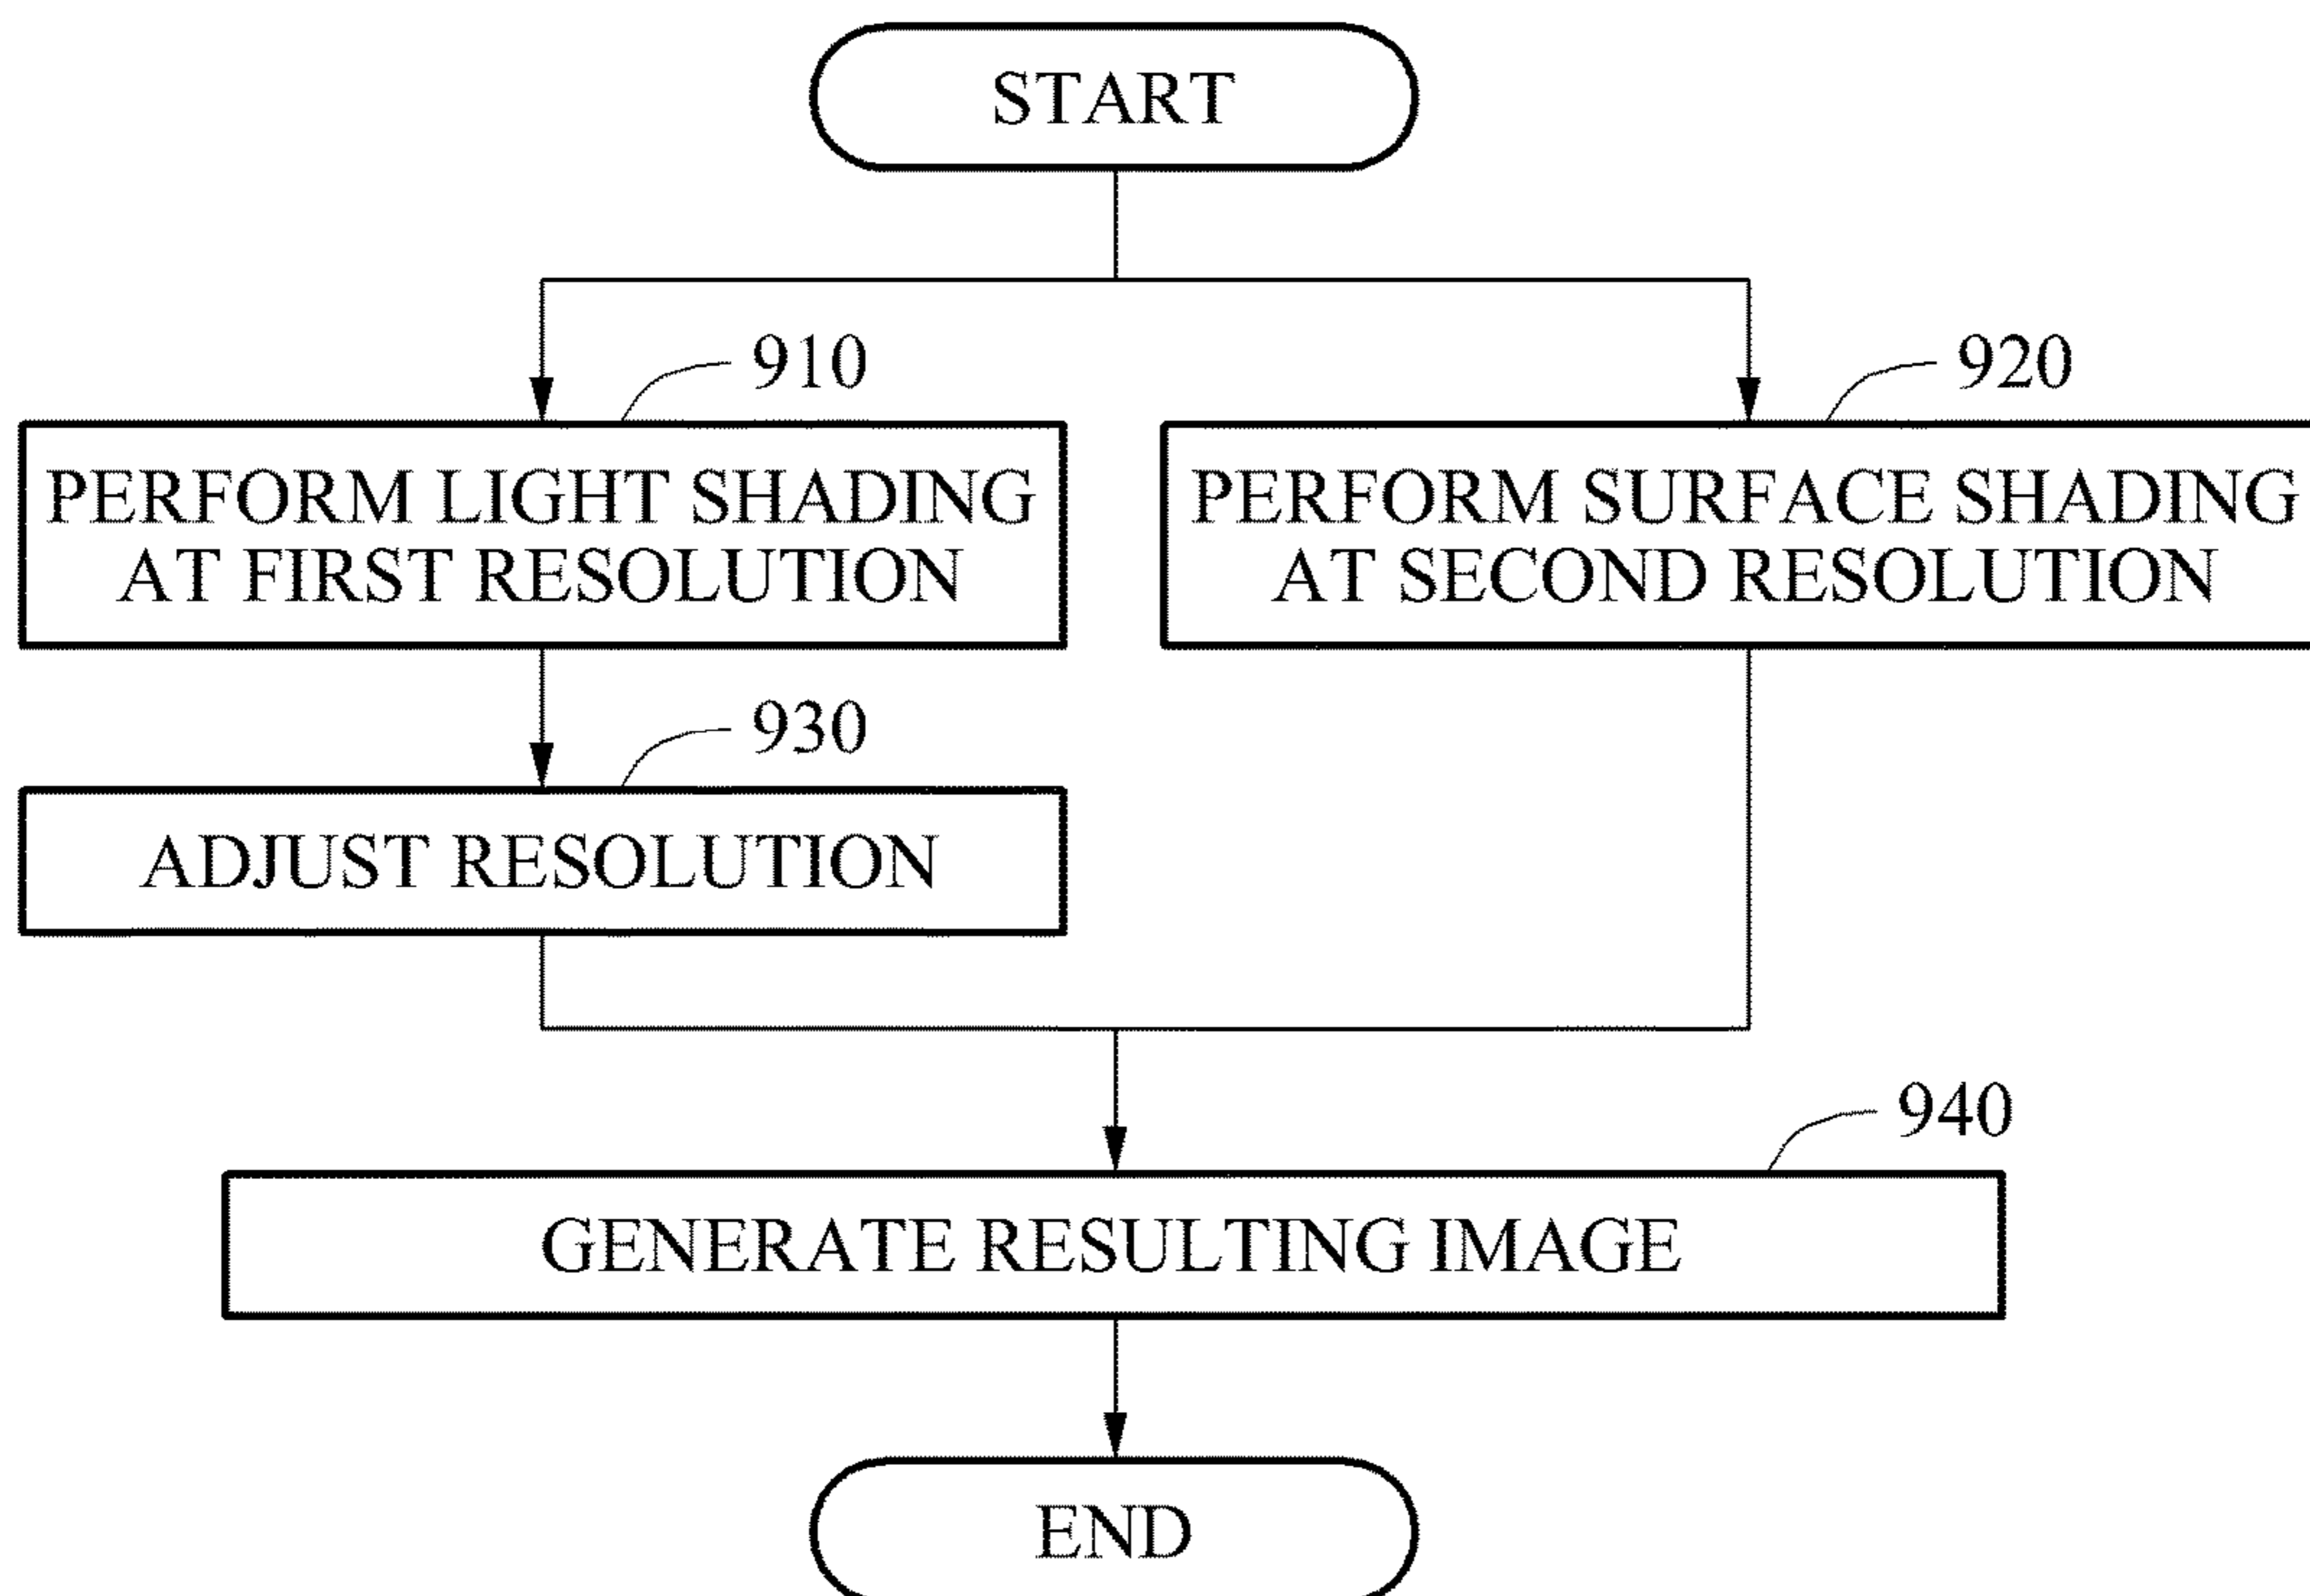 START
910
920
PERFORM LIGHT SHADING
AT FIRST RESOLUTION
PERFORM SURFACE SHADING
AT SECOND RESOLUTION
930
ADJUST RESOLUTION
940
GENERATE RESULTING IMAGE
END